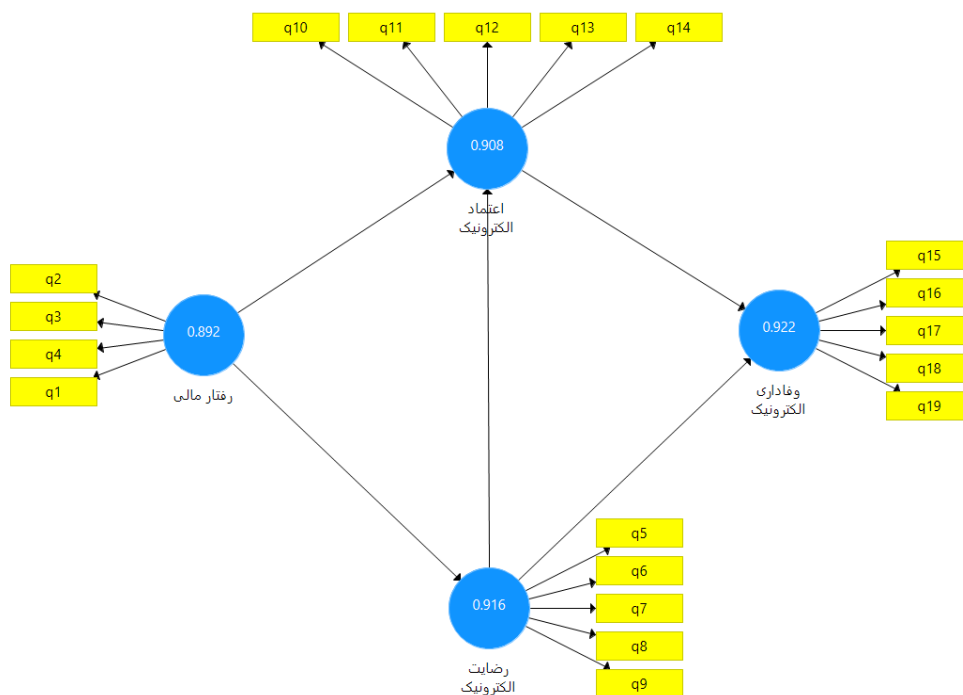 q10
q11
q12
q13
q14
0.908
اعتماد
الکترونیک
q2
q3
q4
q1
0.892
رفتار مالی
q15
q16
q17
q18
q19
0.922
وفاداری
الکترونیک
q5
q6
q7
q8
q9
0.916
رضایت
الکترونیک